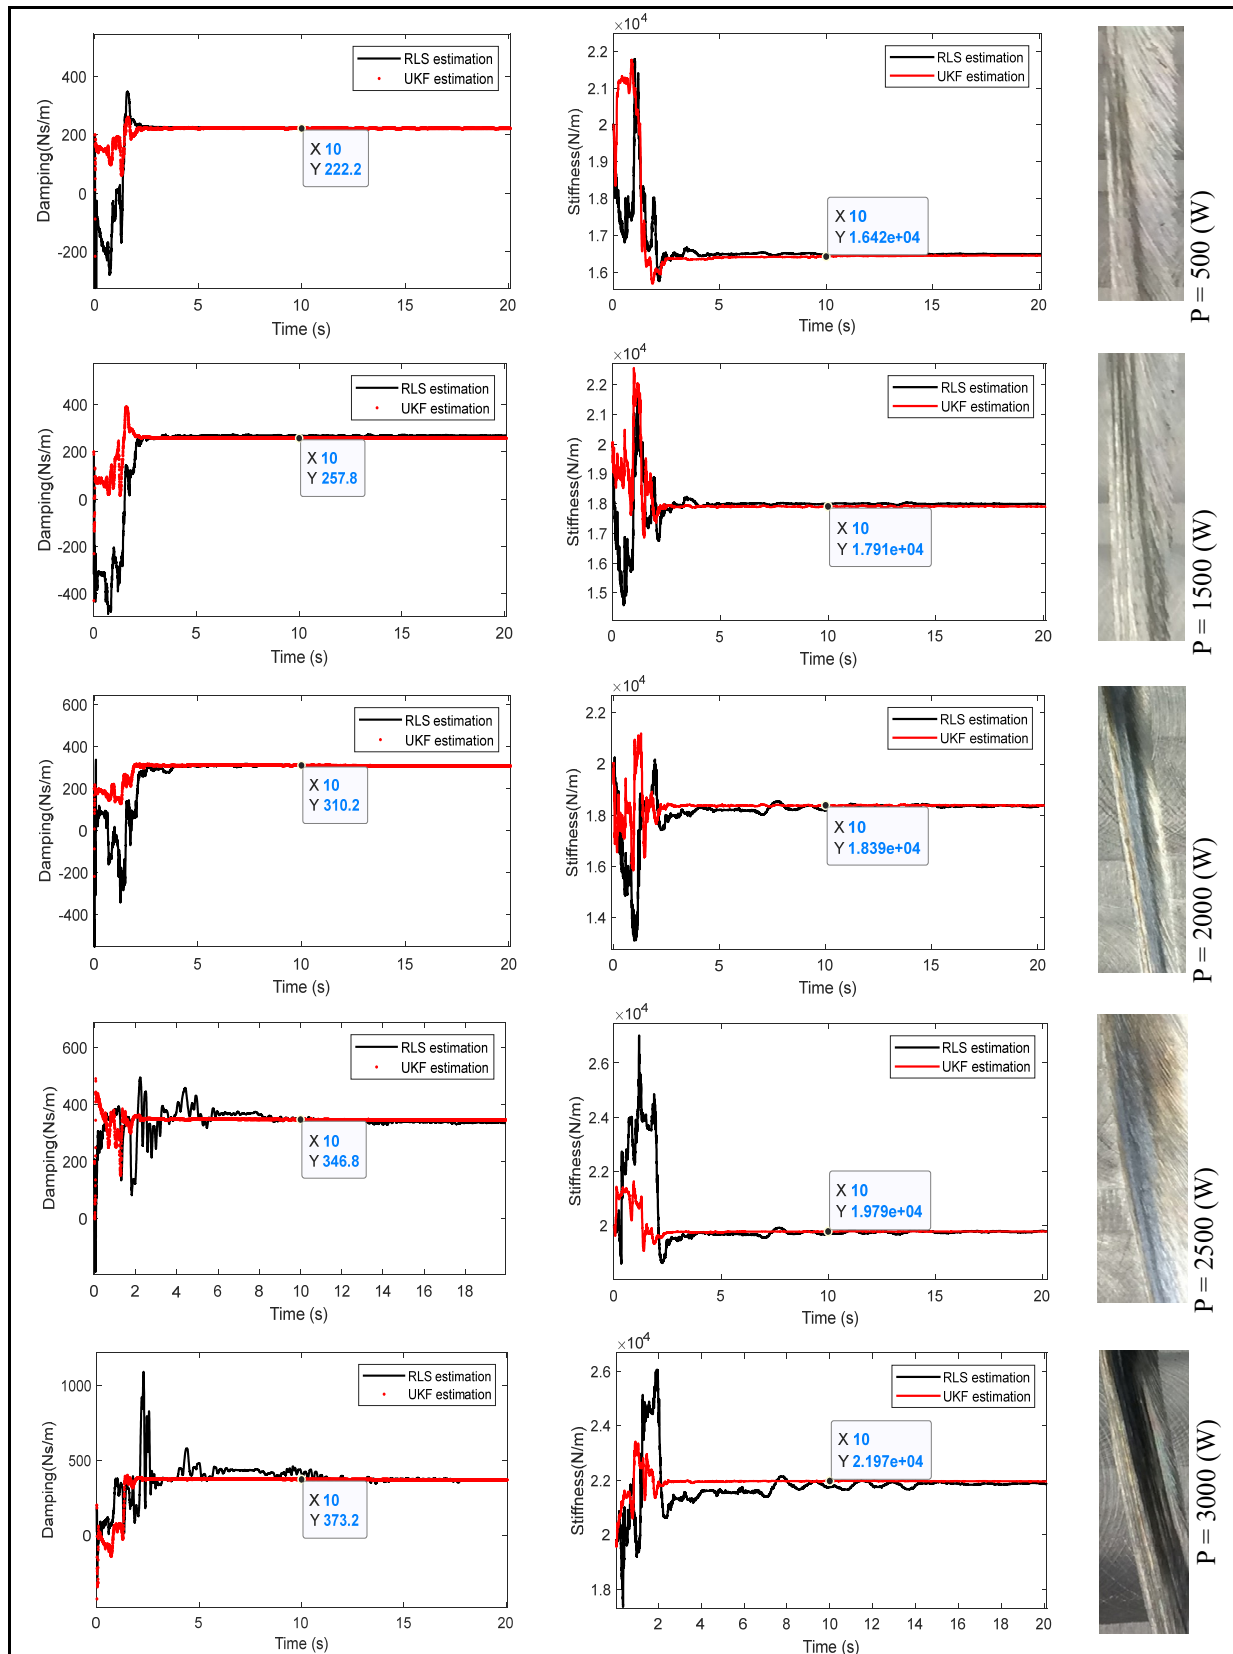 ×10⁴
RLS estimation
UKF estimation
400
200
0
-200
Damping(Ns/m)
X 10
Y 222.2
0 5 10 15 20
Time (s)
RLS estimation
UKF estimation
2.2
2.1
2
1.9
1.8
1.7
1.6
Stiffness(N/m)
X 10
Y 1.642e+04
0 5 10 15 20
Time (s)
P = 500 (W)
×10⁴
RLS estimation
UKF estimation
400
200
0
-200
-400
Damping(Ns/m)
X 10
Y 257.8
0 5 10 15 20
Time (s)
RLS estimation
UKF estimation
2.2
2.1
2
1.9
1.8
1.7
1.6
1.5
Stiffness(N/m)
X 10
Y 1.791e+04
0 5 10 15 20
Time (s)
P = 1500 (W)
×10⁴
RLS estimation
UKF estimation
600
400
200
0
-200
-400
Damping(Ns/m)
X 10
Y 310.2
0 5 10 15 20
Time (s)
RLS estimation
UKF estimation
2.2
2
1.8
1.6
1.4
Stiffness(N/m)
X 10
Y 1.839e+04
0 5 10 15 20
Time (s)
P = 2000 (W)
×10⁴
RLS estimation
UKF estimation
600
400
200
0
Damping(Ns/m)
X 10
Y 346.8
0 2 4 6 8 10 12 14 16 18
Time (s)
RLS estimation
UKF estimation
2.6
2.4
2.2
2
Stiffness(N/m)
X 10
Y 1.979e+04
0 5 10 15 20
Time (s)
P = 2500 (W)
×10⁴
RLS estimation
UKF estimation
1000
500
0
Damping(Ns/m)
X 10
Y 373.2
0 5 10 15 20
Time (s)
RLS estimation
UKF estimation
2.6
2.4
2.2
2
1.8
Stiffness(N/m)
X 10
Y 2.197e+04
2 4 6 8 10 12 14 16 18 20
Time (s)
P = 3000 (W)